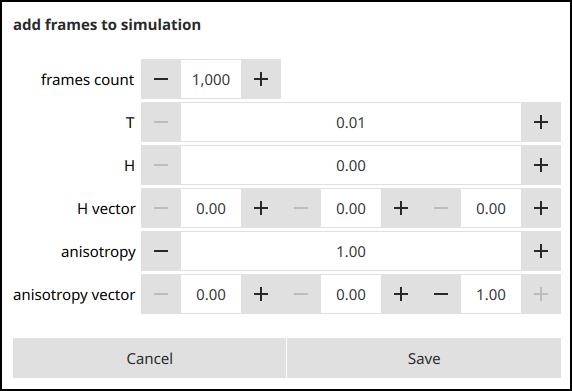 add frames to simulation
frames count − 1,000 +
T − 0.01 +
H − 0.00 +
H vector − 0.00 + − 0.00 + − 0.00 +
anisotropy − 1.00 +
anisotropy vector − 0.00 + − 0.00 + − 1.00 +
Cancel Save